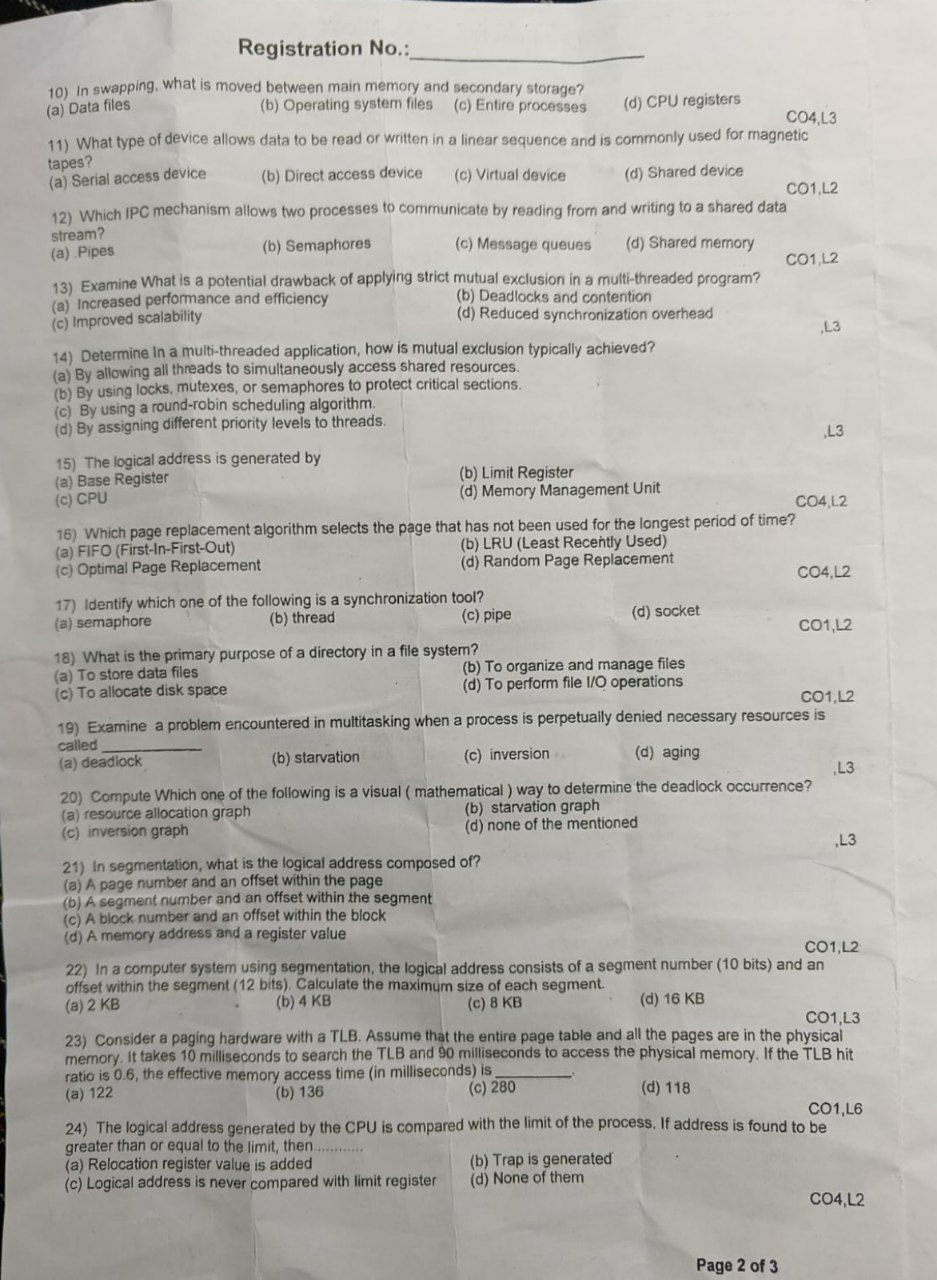 Registration No.:
10) In swapping, what is moved between main memory and secondary storage?
(a) Data files (b) Operating system files (c) Entire processes (d) CPU registers
CO4,L3
11) What type of device allows data to be read or written in a linear sequence and is commonly used for magnetic
tapes?
(a) Serial access device (b) Direct access device (c) Virtual device (d) Shared device
CO1,L2
12) Which IPC mechanism allows two processes to communicate by reading from and writing to a shared data
stream?
(a) .Pipes (b) Semaphores (c) Message queues (d) Shared memory
CO1,L2
13) Examine What is a potential drawback of applying strict mutual exclusion in a multi-threaded program?
(a) Increased performance and efficiency (b) Deadlocks and contention
(c) Improved scalability (d) Reduced synchronization overhead
,L3
14) Determine In a multi-threaded application, how is mutual exclusion typically achieved?
(a) By allowing all threads to simultaneously access shared resources.
(b) By using locks, mutexes, or semaphores to protect critical sections.
(c) By using a round-robin scheduling algorithm.
(d) By assigning different priority levels to threads.
,L3
15) The logical address is generated by
(a) Base Register (b) Limit Register
(c) CPU (d) Memory Management Unit
CO4,L2
16) Which page replacement algorithm selects the page that has not been used for the longest period of time?
(a) FIFO (First-In-First-Out) (b) LRU (Least Recently Used)
(c) Optimal Page Replacement (d) Random Page Replacement
CO4,L2
17) Identify which one of the following is a synchronization tool?
(a) semaphore (b) thread (c) pipe (d) socket
CO1,L2
18) What is the primary purpose of a directory in a file system?
(a) To store data files (b) To organize and manage files
(c) To allocate disk space (d) To perform file I/O operations
CO1,L2
19) Examine a problem encountered in multitasking when a process is perpetually denied necessary resources is
called ____________
(a) deadlock (b) starvation (c) inversion (d) aging
,L3
20) Compute Which one of the following is a visual ( mathematical ) way to determine the deadlock occurrence?
(a) resource allocation graph (b) starvation graph
(c) inversion graph (d) none of the mentioned
,L3
21) In segmentation, what is the logical address composed of?
(a) A page number and an offset within the page
(b) A segment number and an offset within the segment
(c) A block number and an offset within the block
(d) A memory address and a register value
CO1,L2
22) In a computer system using segmentation, the logical address consists of a segment number (10 bits) and an
offset within the segment (12 bits). Calculate the maximum size of each segment.
(a) 2 KB (b) 4 KB (c) 8 KB (d) 16 KB
CO1,L3
23) Consider a paging hardware with a TLB. Assume that the entire page table and all the pages are in the physical
memory. It takes 10 milliseconds to search the TLB and 90 milliseconds to access the physical memory. If the TLB hit
ratio is 0.6, the effective memory access time (in milliseconds) is _________.
(a) 122 (b) 136 (c) 280 (d) 118
CO1,L6
24) The logical address generated by the CPU is compared with the limit of the process. If address is found to be
greater than or equal to the limit, then...........
(a) Relocation register value is added (b) Trap is generated
(c) Logical address is never compared with limit register (d) None of them
CO4,L2
Page 2 of 3